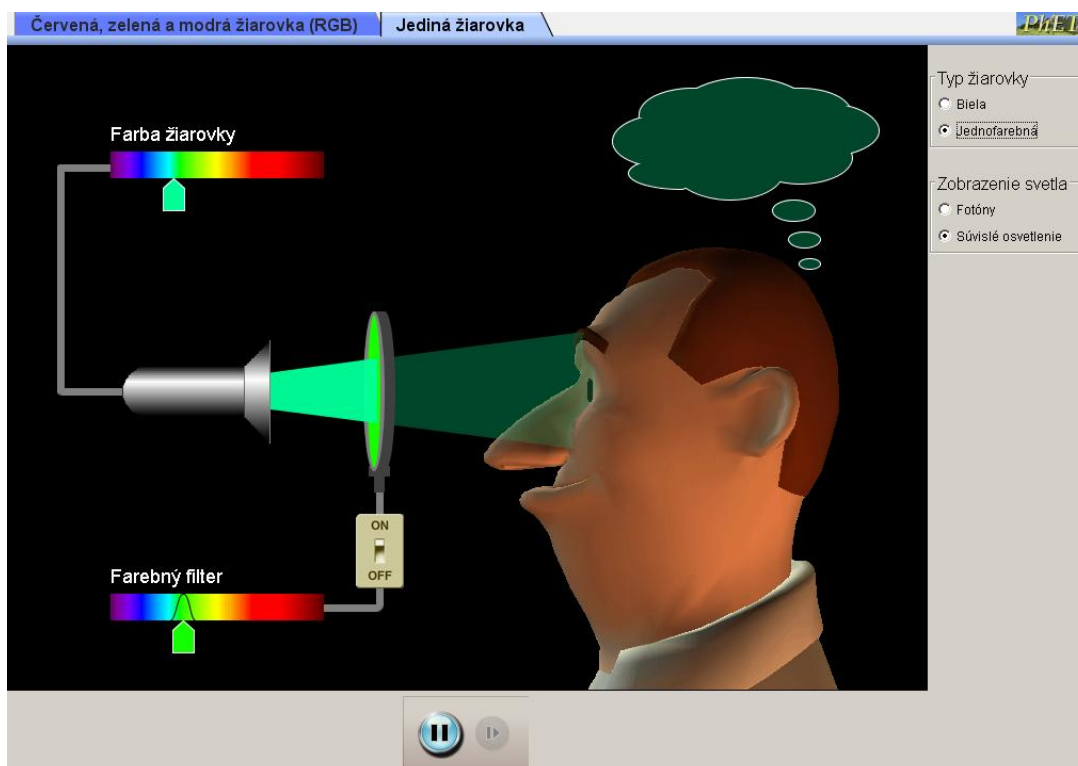 Červená, zelená a modrá žiarovka (RGB)
Jediná žiarovka
PhET
Farba žiarovky
ON
OFF
Farebný filter
Typ žiarovky
Biela
Jednofarebná
Zobrazenie svetla
Fotóny
Súvislé osvetlenie